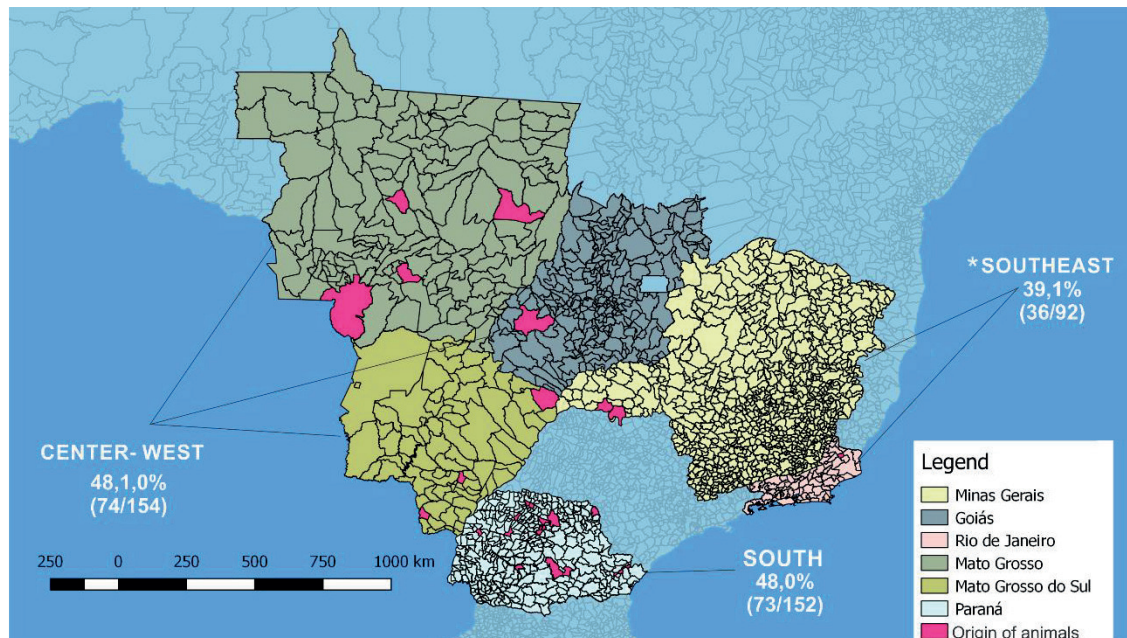 *SOUTHEAST
39,1%
(36/92)
CENTER- WEST
48,1,0%
(74/154)
SOUTH
48,0%
(73/152)
250 0 250 500 750 1000 km
Legend
Minas Gerais
Goiás
Rio de Janeiro
Mato Grosso
Mato Grosso do Sul
Paraná
Origin of animals